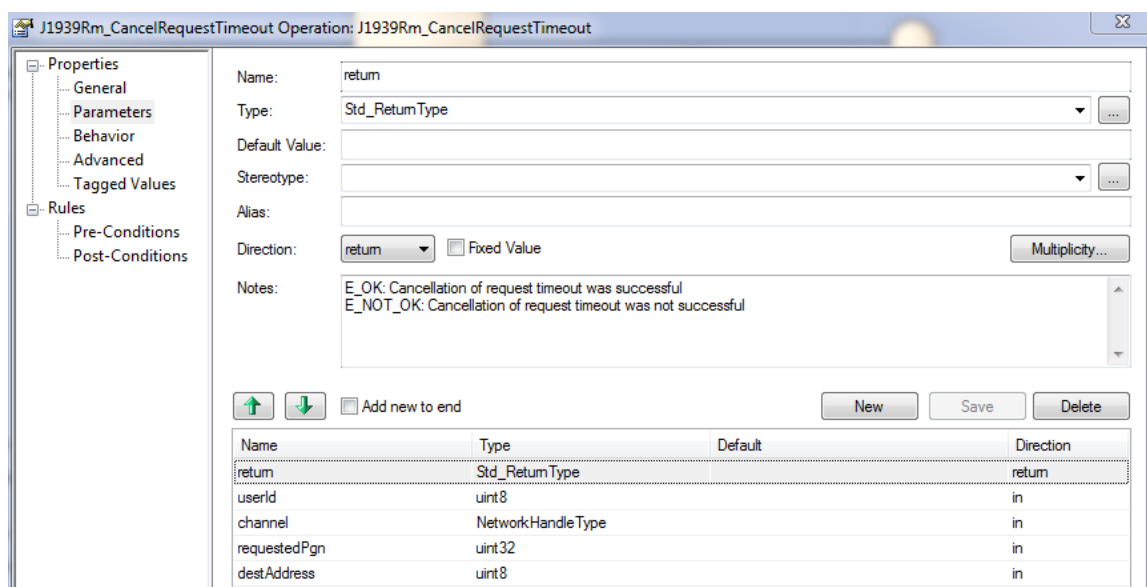 J1939Rm_CancelRequestTimeout Operation: J1939Rm_CancelRequestTimeout
Properties
General
Parameters
Behavior
Advanced
Tagged Values
Rules
Pre-Conditions
Post-Conditions
Name: return
Type: Std_ReturnType ...
Default Value:
Stereotype: ...
Alias:
Direction: return Fixed Value Multiplicity...
Notes: E_OK: Cancellation of request timeout was successful
E_NOT_OK: Cancellation of request timeout was not successful
Add new to end New Save Delete
Name Type Default Direction
return Std_ReturnType return
userId uint8 in
channel NetworkHandleType in
requestedPgn uint32 in
destAddress uint8 in